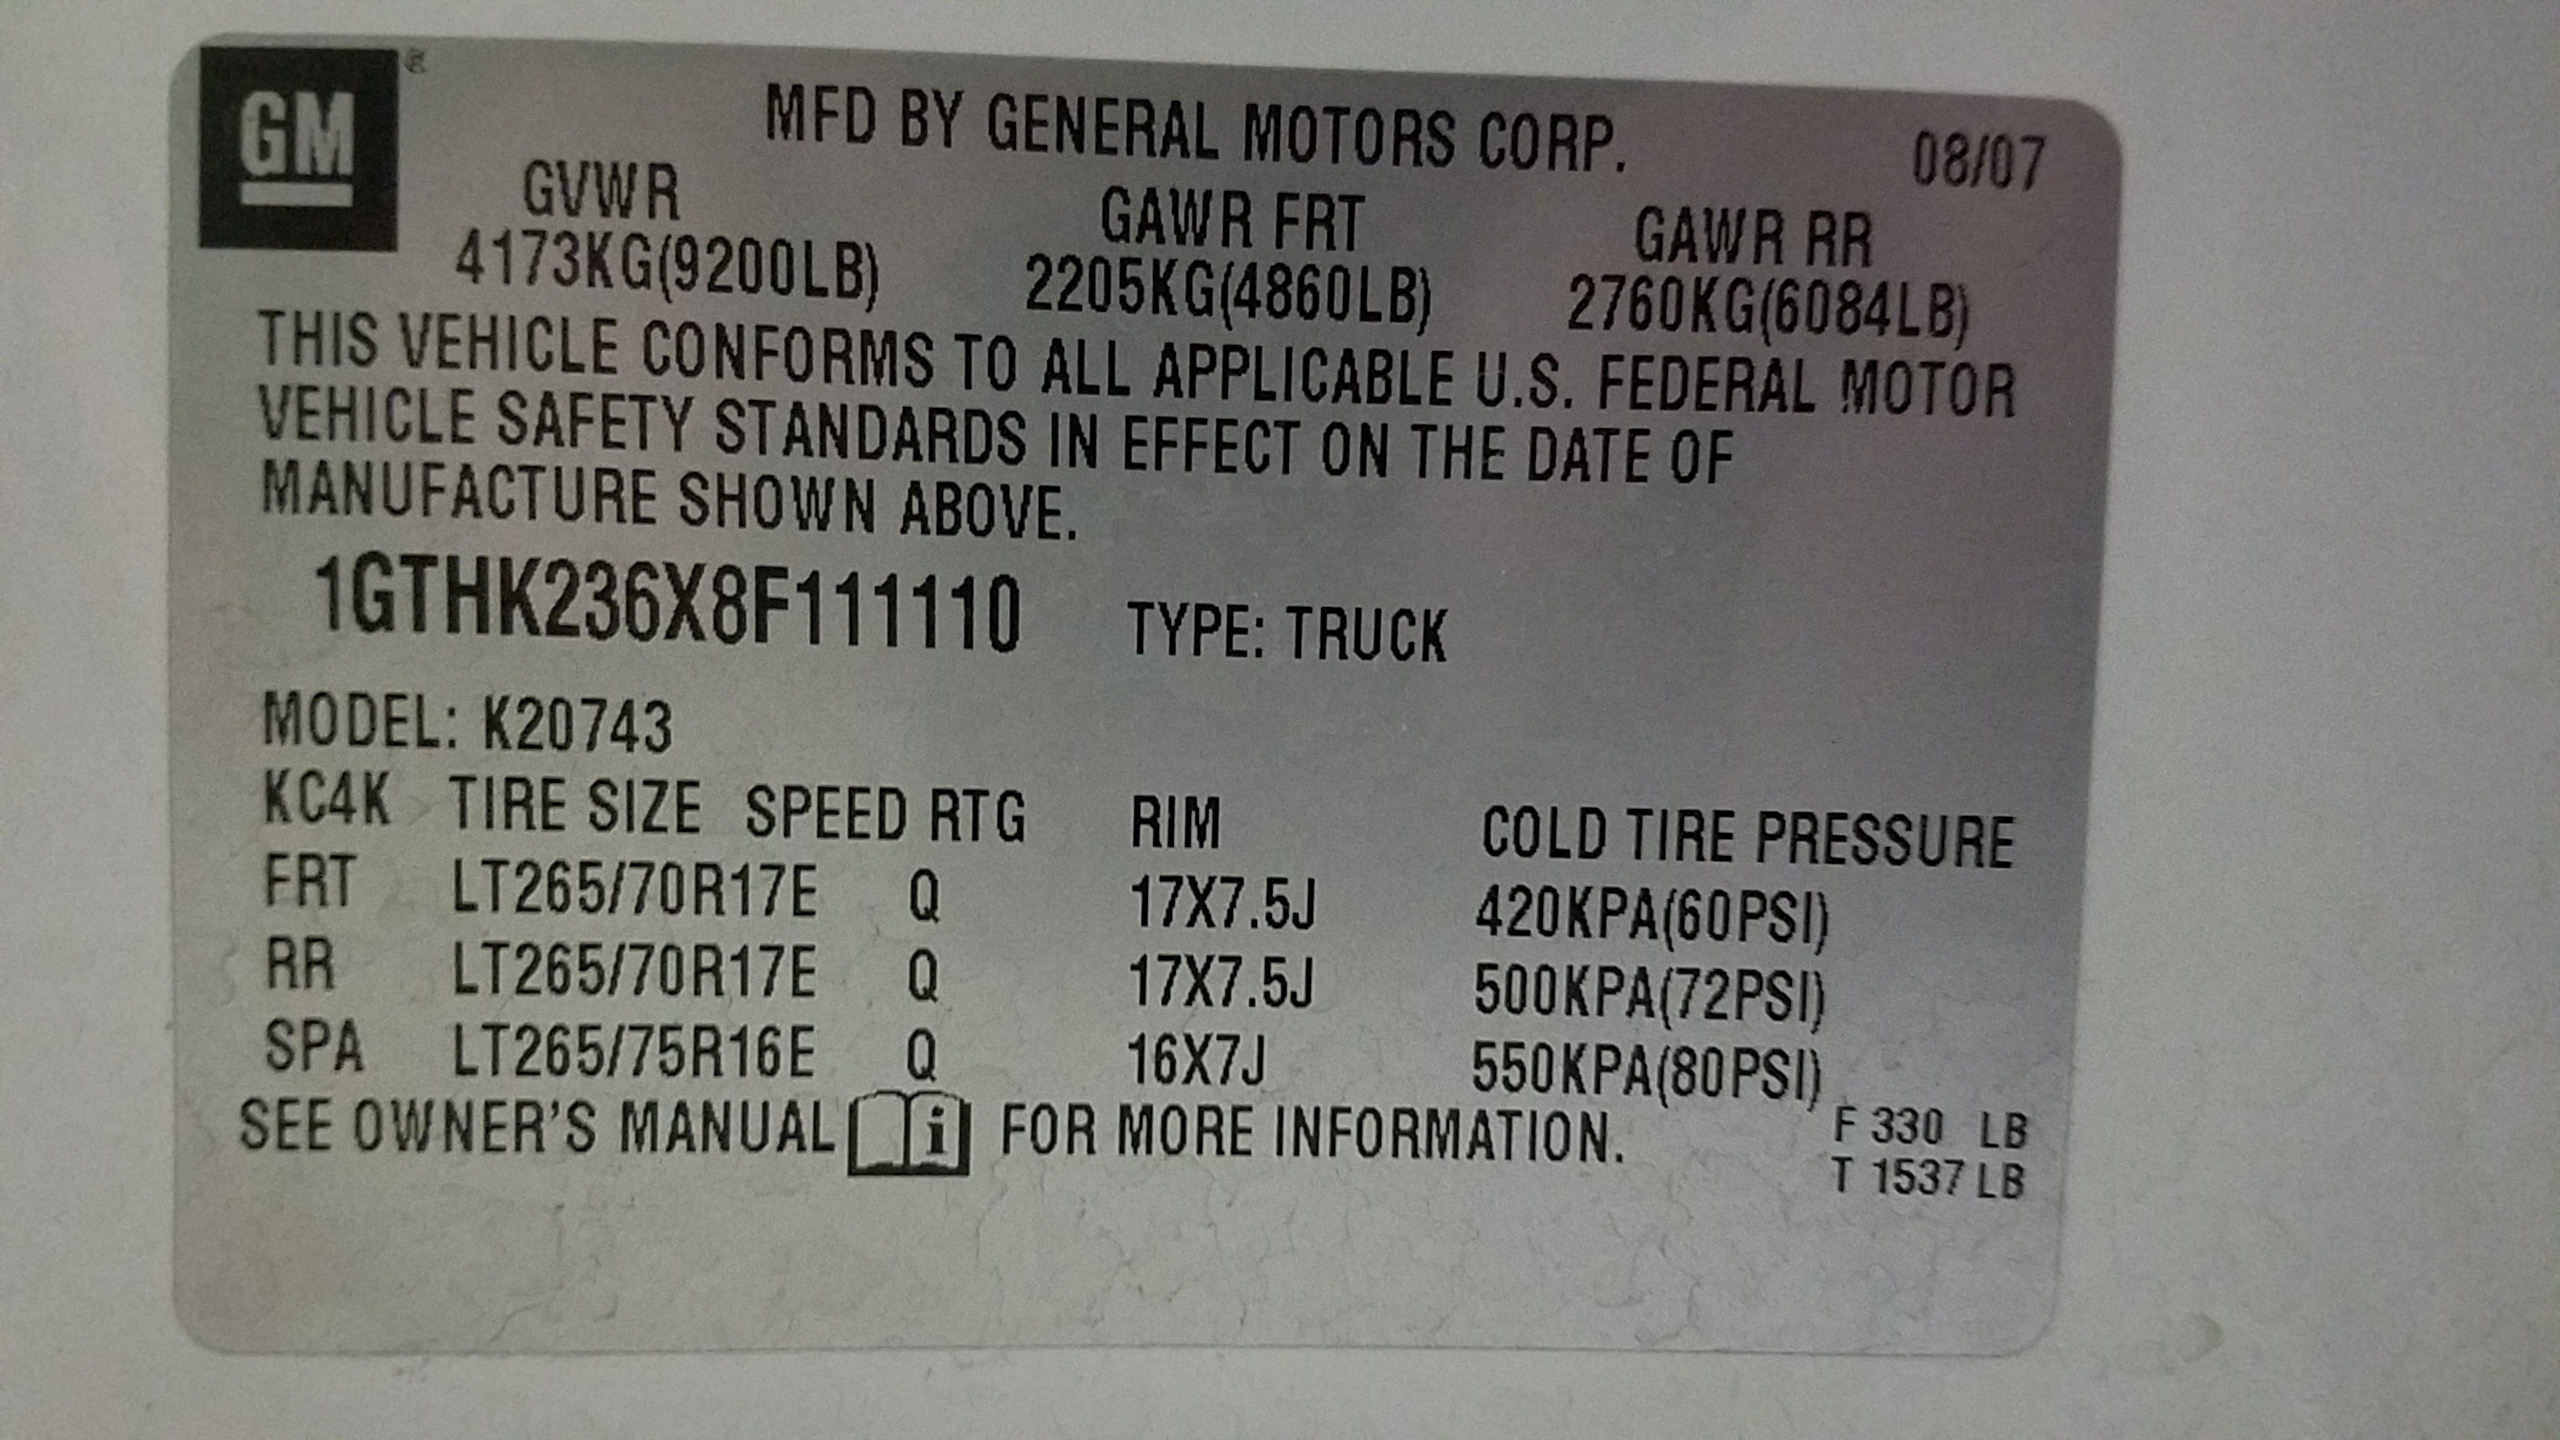 GM ®
MFD BY GENERAL MOTORS CORP. 08/07
GVWR GAWR FRT GAWR RR
4173KG(9200LB) 2205KG(4860LB) 2760KG(6084LB)
THIS VEHICLE CONFORMS TO ALL APPLICABLE U.S. FEDERAL MOTOR
VEHICLE SAFETY STANDARDS IN EFFECT ON THE DATE OF
MANUFACTURE SHOWN ABOVE.
1GTHK236X8F111110 TYPE: TRUCK
MODEL: K20743
KC4K TIRE SIZE SPEED RTG RIM COLD TIRE PRESSURE
FRT LT265/70R17E Q 17X7.5J 420KPA(60PSI)
RR LT265/70R17E Q 17X7.5J 500KPA(72PSI)
SPA LT265/75R16E Q 16X7J 550KPA(80PSI)
SEE OWNER'S MANUAL i FOR MORE INFORMATION.
F 330 LB
T 1537 LB